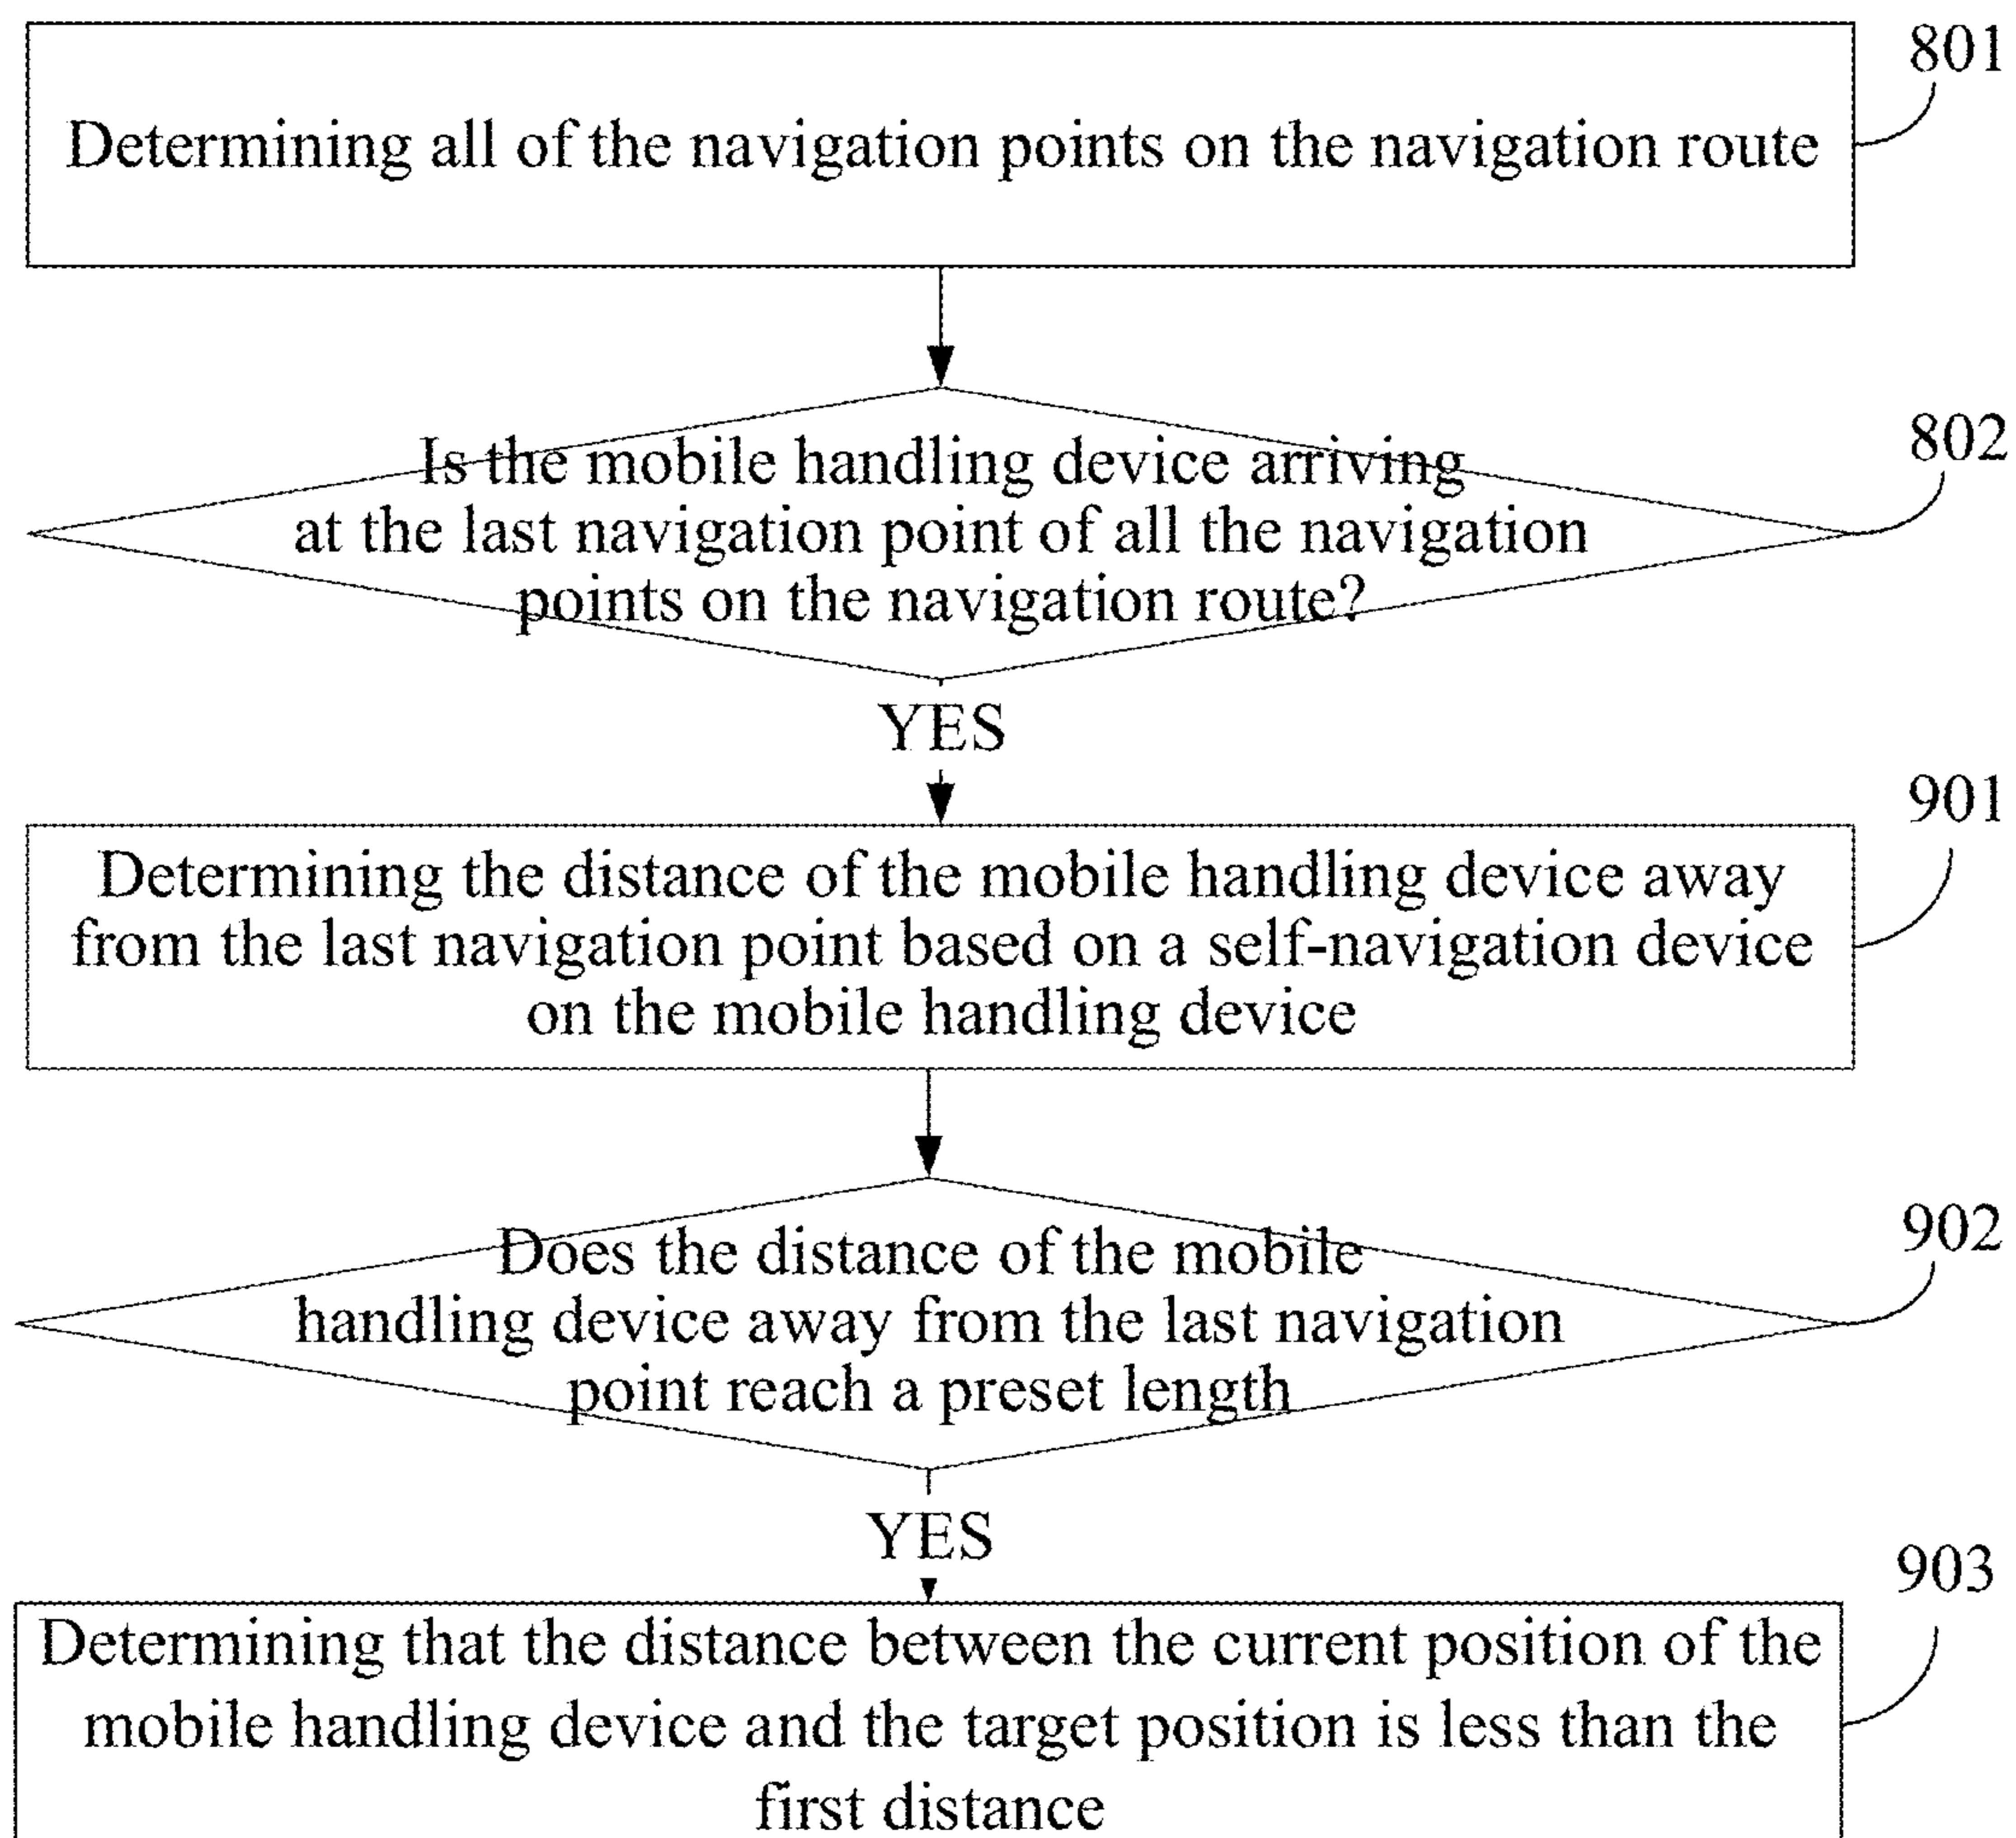 801
Determining all of the navigation points on the navigation route
802
Is the mobile handling device arriving
at the last navigation point of all the navigation
points on the navigation route?
YES
901
Determining the distance of the mobile handling device away
from the last navigation point based on a self-navigation device
on the mobile handling device
902
Does the distance of the mobile
handling device away from the last navigation
point reach a preset length
YES
903
Determining that the distance between the current position of the
mobile handling device and the target position is less than the
first distance